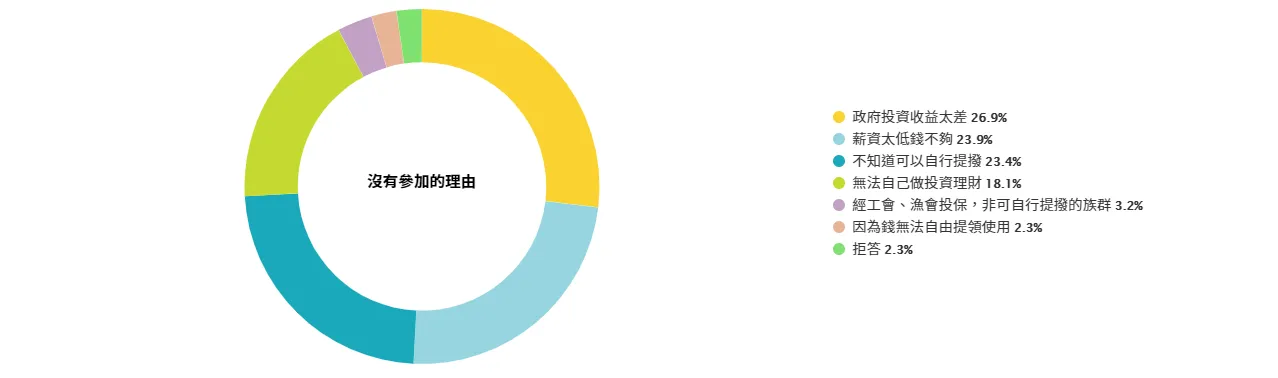 沒有參加的理由
政府投資收益太差 26.9%
薪資太低錢不夠 23.9%
不知道可以自行提撥 23.4%
無法自己做投資理財 18.1%
經工會、漁會投保，非可自行提撥的族群 3.2%
因為錢無法自由提領使用 2.3%
拒答 2.3%